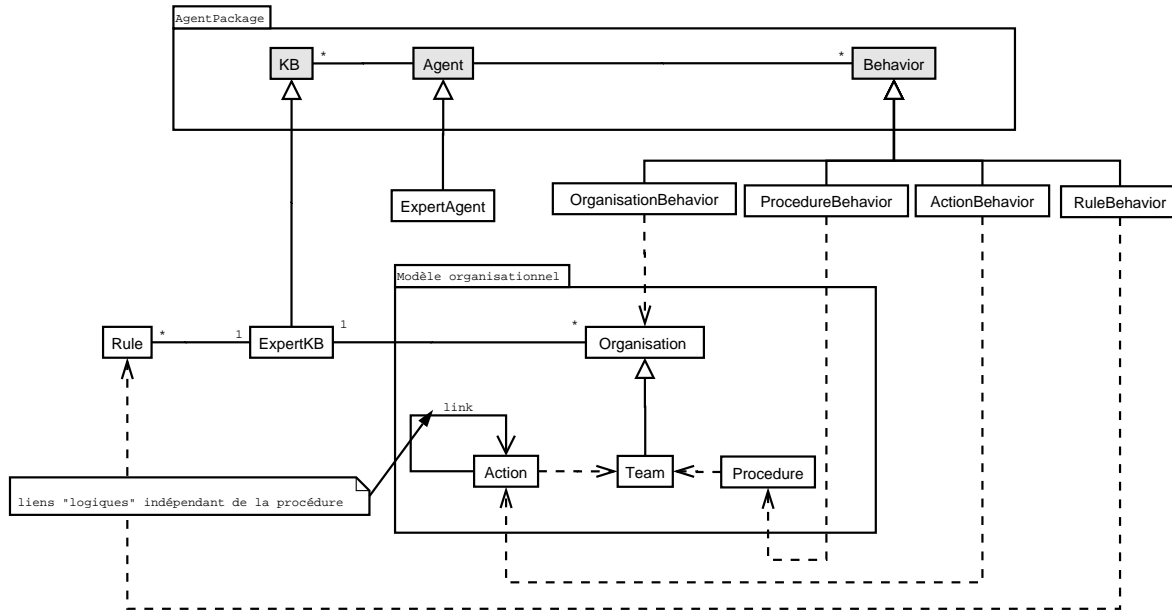 AgentPackage
KB
*
Agent
*
Behavior
ExpertAgent
OrganisationBehavior
ProcedureBehavior
ActionBehavior
RuleBehavior
Modèle organisationnel
Rule
*
1
ExpertKB
1
*
Organisation
link
Action
Team
Procedure
liens "logiques" indépendant de la procédure